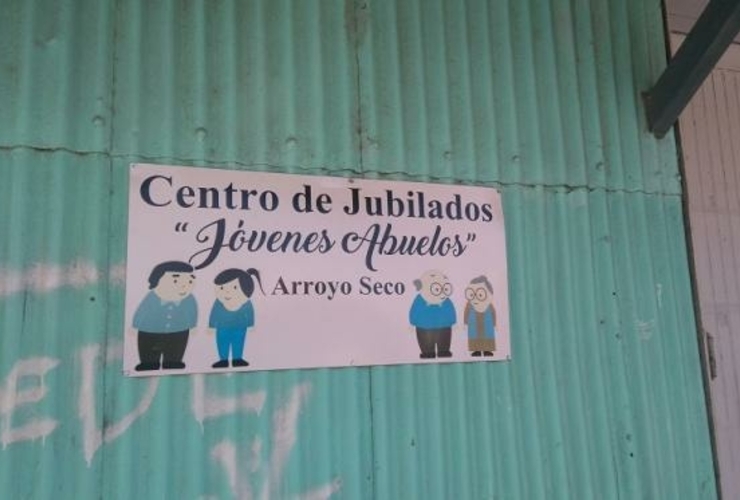 Centro de Jubilados
"Jóvenes Abuelos"
Arroyo Seco